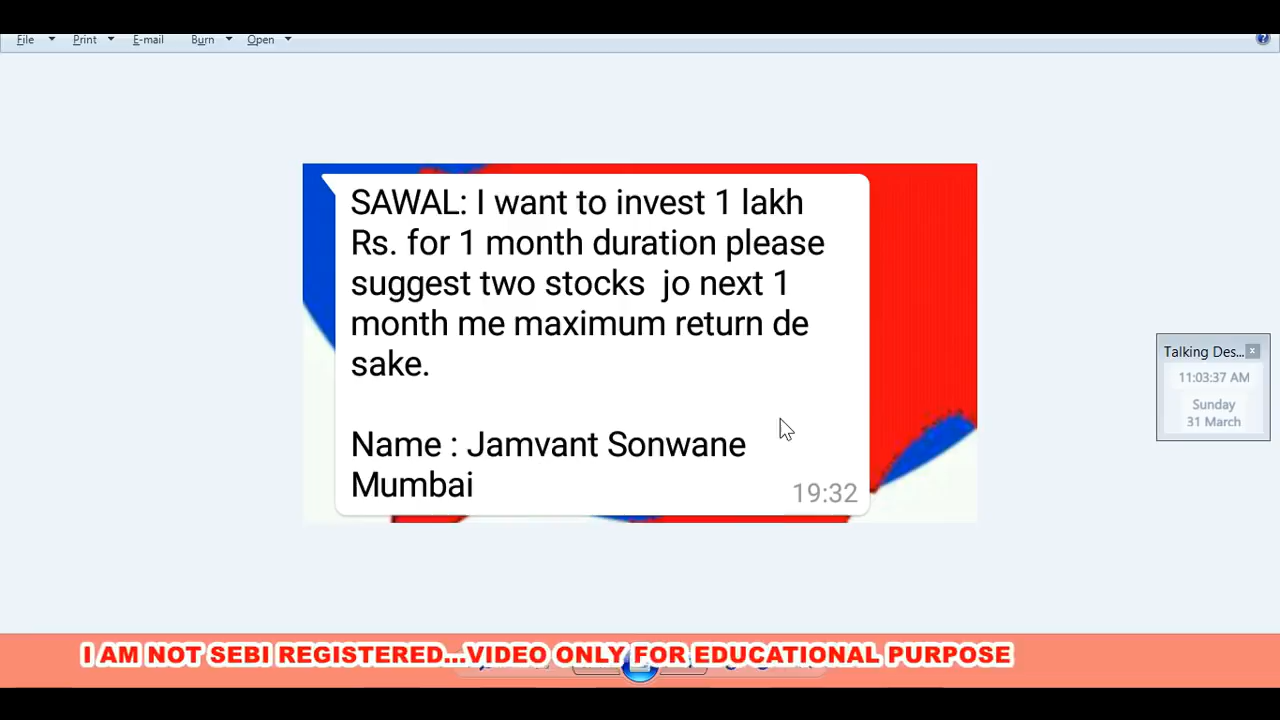 File Print E-mail Burn Open
SAWAL: I want to invest 1 lakh
Rs. for 1 month duration please
suggest two stocks jo next 1
month me maximum return de
sake.
Name : Jamvant Sonwane
Mumbai
19:32
Talking Des...
11:03:37 AM
Sunday
31 March
I AM NOT SEBI REGISTERED...VIDEO ONLY FOR EDUCATIONAL PURPOSE